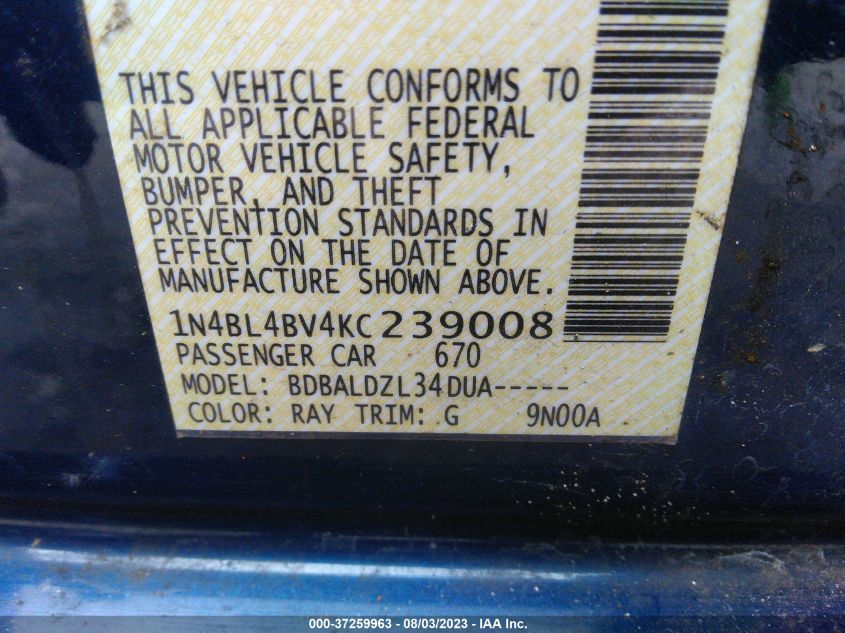 THIS VEHICLE CONFORMS TO
ALL APPLICABLE FEDERAL
MOTOR VEHICLE SAFETY,
BUMPER, AND THEFT
PREVENTION STANDARDS IN
EFFECT ON THE DATE OF
MANUFACTURE SHOWN ABOVE.
1N4BL4BV4KC239008
PASSENGER CAR 670
MODEL: BDBALDZL34DUA-----
COLOR: RAY TRIM: G 9N00A
000-37259963 - 08/03/2023 - IAA Inc.